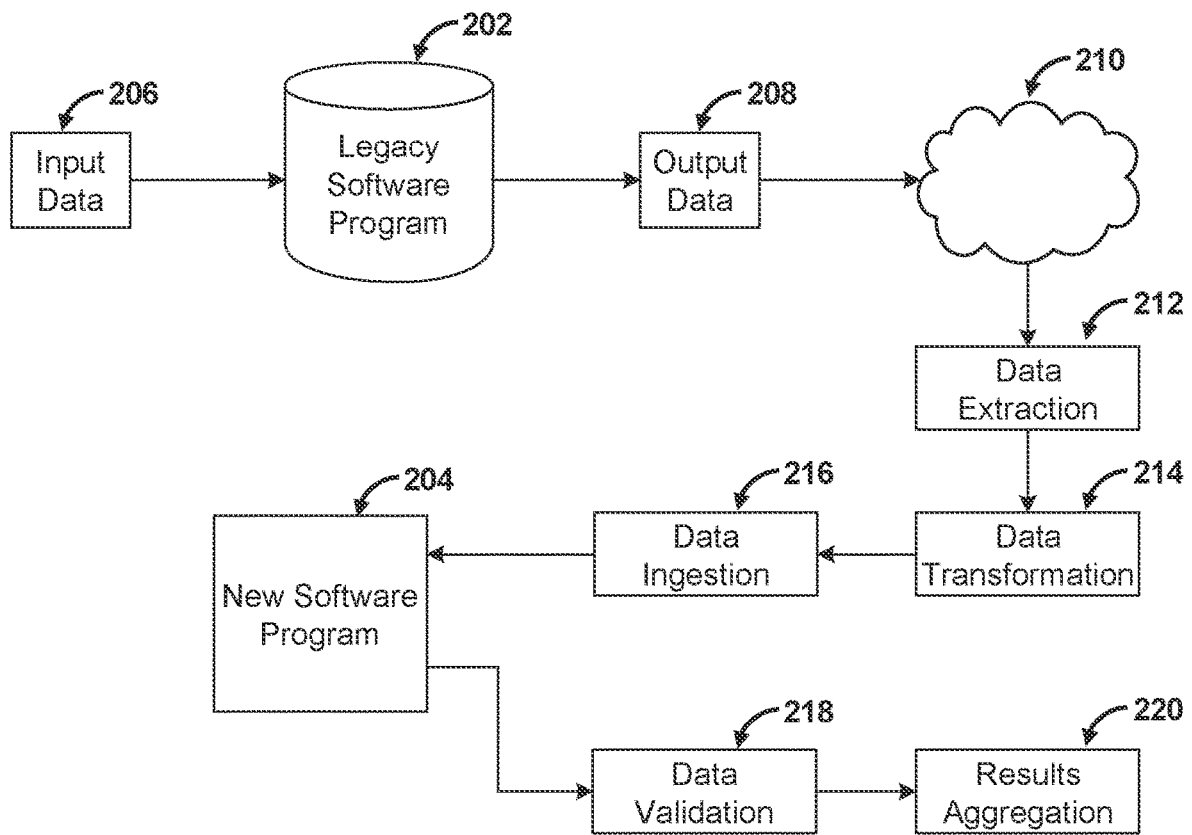 202
206
208
210
Input
Data
Legacy
Software
Program
Output
Data
212
Data
Extraction
204
216
214
New Software
Program
Data
Ingestion
Data
Transformation
218
220
Data
Validation
Results
Aggregation